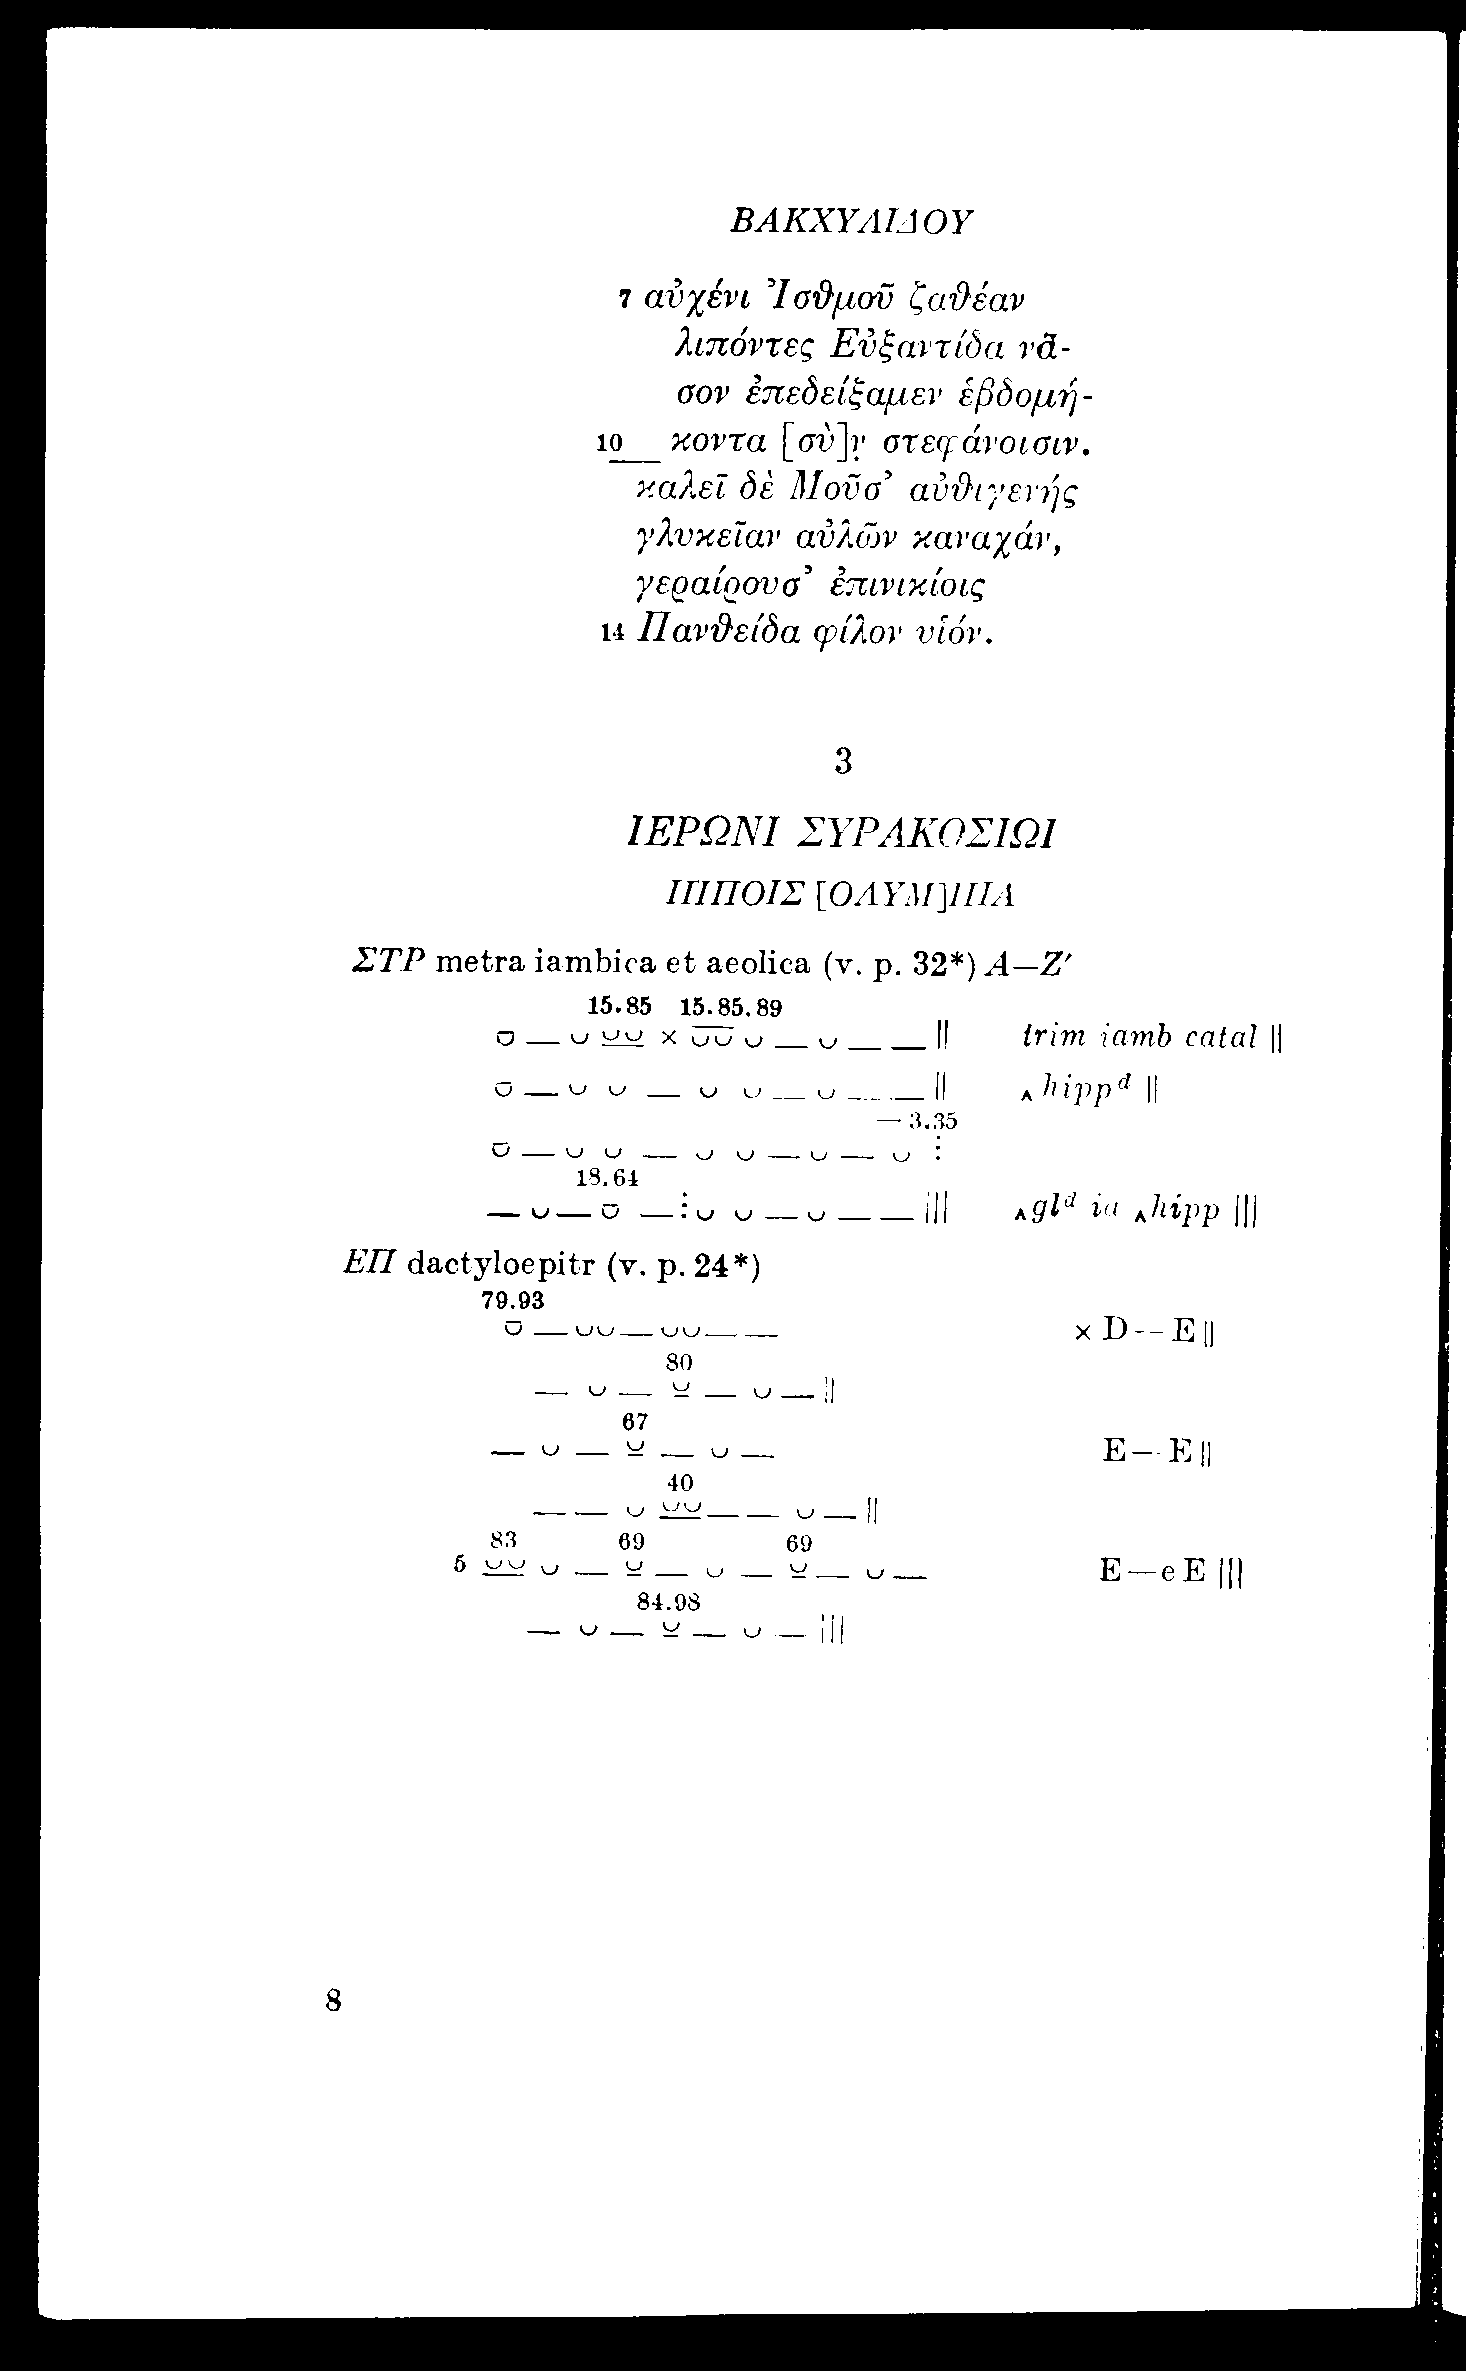 ΒΑΚΧΥΛΙΔΟΥ
7 αὐχένι Ἰσθμοῦ ζαθέαν
λιπόντες Εὐξαντίδα νᾶ-
σον ἐπεδείξαμεν ἑβδομή-
10 κοντα [σὺ]ν̣ στεφάνοισιν.
καλεῖ δὲ Μοῦσ’ αὐθιγενής
γλυκεῖαν αὐλῶν καναχάν,
γεραίρουσ’ ἐπινικίοις
14 Πανθείδα φίλον υἱόν.
3
ΙΕΡΩΝΙ ΣΥΡΑΚΟΣΙΩΙ
ΙΠΠΟΙΣ [ΟΛΥΜ]ΠΙΑ
ΣΤΡ metra iambica et aeolica (v. p. 32*) Α—Ζ′
15.85 15.85.89
⏒ — ⏑ ⏔ × ⏔ ⏑ — ⏑ — — || trim iamb catal ||
⏒ — ⏑ ⏑ — ⏑ ⏑ — ⏑ — — || ‸hippᵈ ||
— 3.35
⏒ — ⏑ ⏑ — ⏑ ⏑ — ⏑ — ⏑ ⋮
18.64
— ⏑ — ⏒ — ⋮ ⏑ ⏑ — ⏑ — — ||| ‸glᵈ ia ‸hipp |||
ΕΠ dactyloepitr (v. p. 24*)
79.93
⏒ — ⏑⏑ — ⏑⏑ — — × D — E ||
80
— ⏑ — ⏓ — ⏑ — ||
67
— ⏑ — ⏓ — ⏑ — E — E ||
40
— — ⏑ ⏔ — — ⏑ — ||
83 69 69
5 ⏔ ⏑ — ⏓ — ⏑ — ⏓ — ⏑ — E — e E |||
84.98
— ⏑ — ⏓ — ⏑ — |||
8